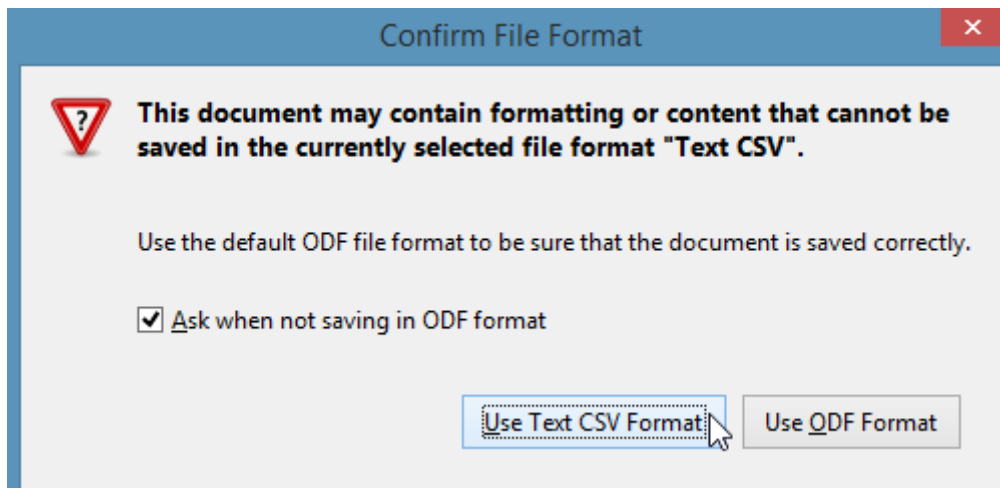 Confirm File Format
This document may contain formatting or content that cannot be
saved in the currently selected file format "Text CSV".
Use the default ODF file format to be sure that the document is saved correctly.
Ask when not saving in ODF format
Use Text CSV Format
Use ODF Format